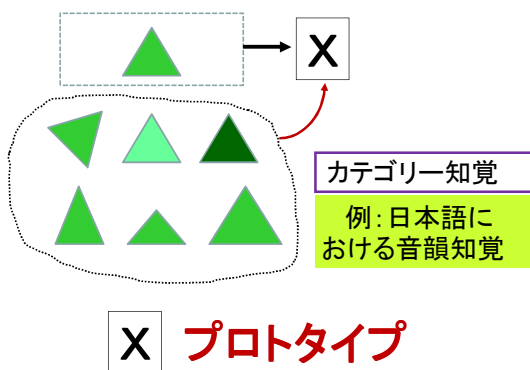 X
カテゴリー知覚
例：日本語に
おける音韻知覚
X プロトタイプ